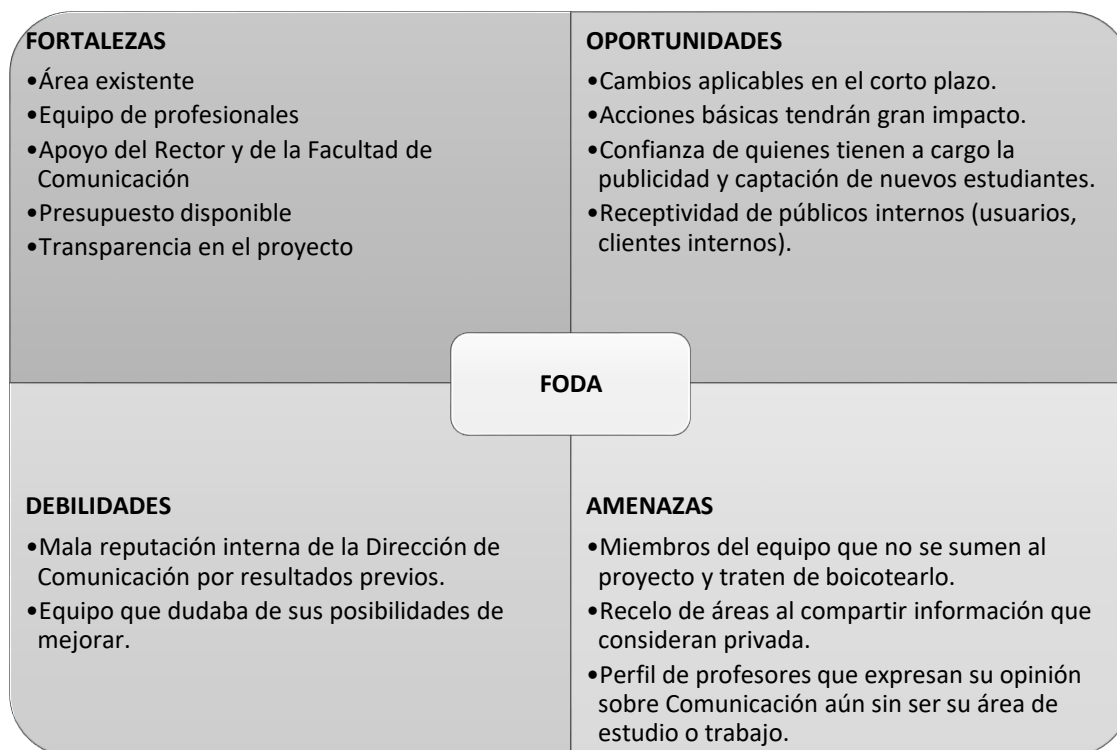 FORTALEZAS
•Área existente
•Equipo de profesionales
•Apoyo del Rector y de la Facultad de
Comunicación
•Presupuesto disponible
•Transparencia en el proyecto
OPORTUNIDADES
•Cambios aplicables en el corto plazo.
•Acciones básicas tendrán gran impacto.
•Confianza de quienes tienen a cargo la
publicidad y captación de nuevos estudiantes.
•Receptividad de públicos internos (usuarios,
clientes internos).
FODA
DEBILIDADES
•Mala reputación interna de la Dirección de
Comunicación por resultados previos.
•Equipo que dudaba de sus posibilidades de
mejorar.
AMENAZAS
•Miembros del equipo que no se sumen al
proyecto y traten de boicotearlo.
•Recelo de áreas al compartir información que
consideran privada.
•Perfil de profesores que expresan su opinión
sobre Comunicación aún sin ser su área de
estudio o trabajo.